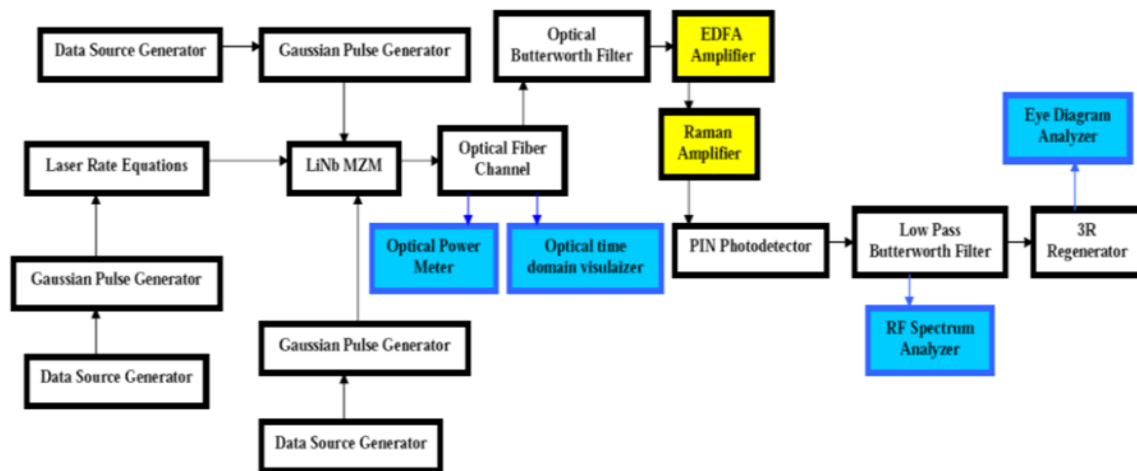 Data Source Generator
Gaussian Pulse Generator
Optical
Butterworth Filter
EDFA
Amplifier
Laser Rate Equations
LiNb MZM
Optical Fiber
Channel
Raman
Amplifier
Eye Diagram
Analyzer
Optical Power
Meter
Optical time
domain visulaizer
PIN Photodetector
Low Pass
Butterworth Filter
3R
Regenerator
Gaussian Pulse Generator
Gaussian Pulse Generator
RF Spectrum
Analyzer
Data Source Generator
Data Source Generator